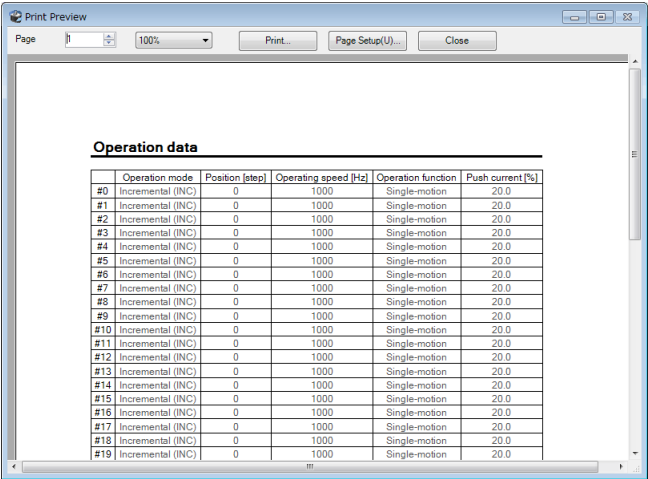 Print Preview
Page 1 100% Print... Page Setup(U)... Close
Operation data
Operation mode Position [step] Operating speed [Hz] Operation function Push current [%]
#0 Incremental (INC) 0 1000 Single-motion 20.0
#1 Incremental (INC) 0 1000 Single-motion 20.0
#2 Incremental (INC) 0 1000 Single-motion 20.0
#3 Incremental (INC) 0 1000 Single-motion 20.0
#4 Incremental (INC) 0 1000 Single-motion 20.0
#5 Incremental (INC) 0 1000 Single-motion 20.0
#6 Incremental (INC) 0 1000 Single-motion 20.0
#7 Incremental (INC) 0 1000 Single-motion 20.0
#8 Incremental (INC) 0 1000 Single-motion 20.0
#9 Incremental (INC) 0 1000 Single-motion 20.0
#10 Incremental (INC) 0 1000 Single-motion 20.0
#11 Incremental (INC) 0 1000 Single-motion 20.0
#12 Incremental (INC) 0 1000 Single-motion 20.0
#13 Incremental (INC) 0 1000 Single-motion 20.0
#14 Incremental (INC) 0 1000 Single-motion 20.0
#15 Incremental (INC) 0 1000 Single-motion 20.0
#16 Incremental (INC) 0 1000 Single-motion 20.0
#17 Incremental (INC) 0 1000 Single-motion 20.0
#18 Incremental (INC) 0 1000 Single-motion 20.0
#19 Incremental (INC) 0 1000 Single-motion 20.0